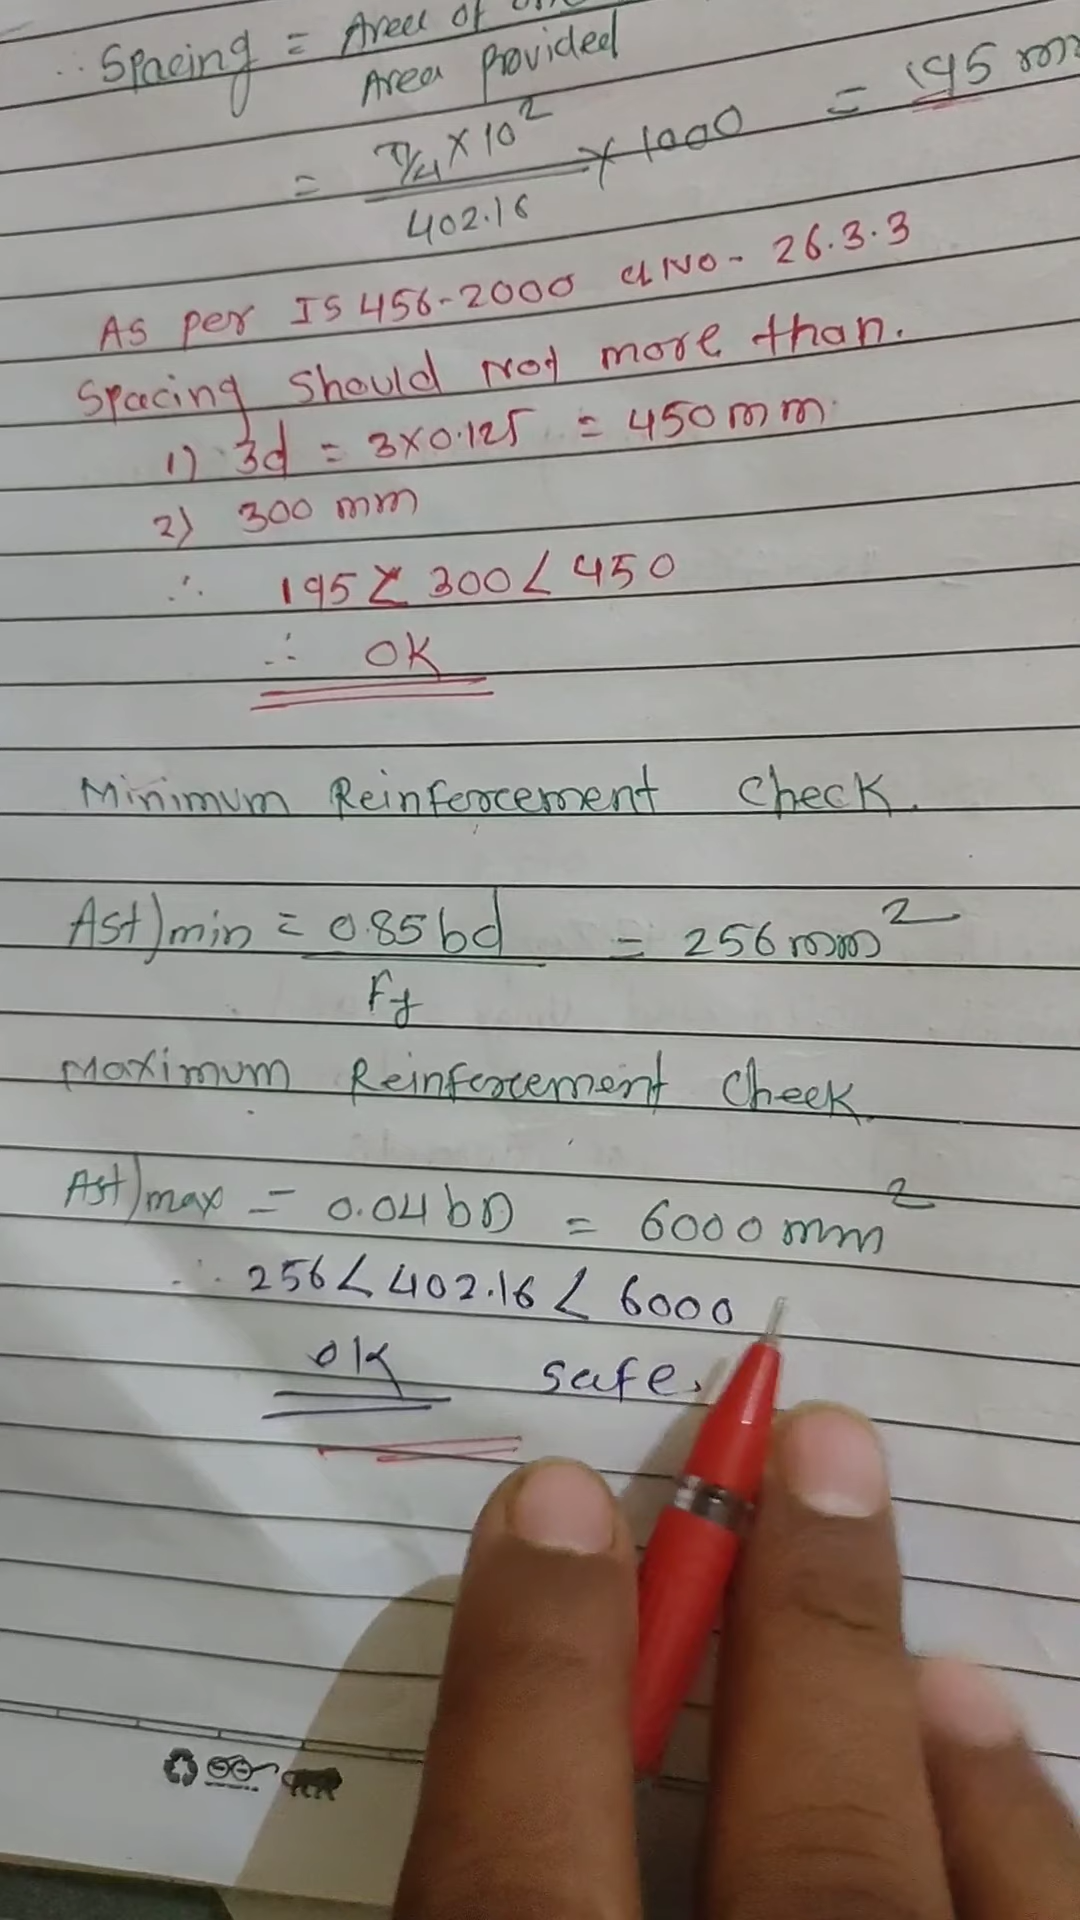 ∴ Spacing = Area of
Area Provided
= π/4 × 10² / 402.16 × 1000 = 195 mm
As per IS 456-2000 cl No - 26.3.3
Spacing should not more than.
1) 3d = 3×0.125 = 450 mm
2) 300 mm
∴ 195 < 300 < 450
∴ OK
Minimum Reinforcement Check.
Ast)min = 0.85bd / Fy = 256 mm²
Maximum Reinforcement Check
Ast)max = 0.04bD = 6000 mm²
∴ 256 < 402.16 < 6000
OK safe.